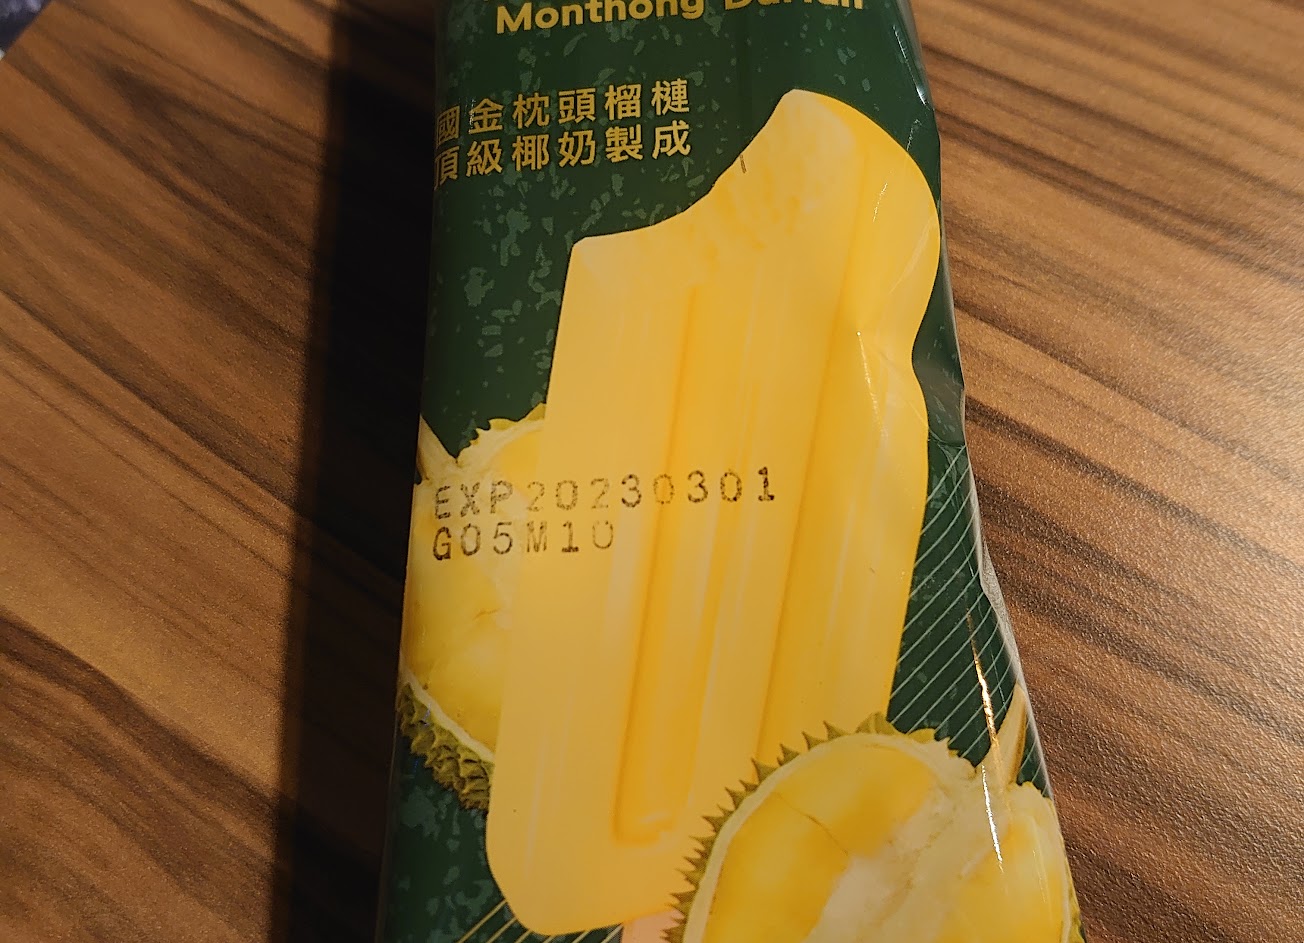 Monthong Durian
國金枕頭榴槤
頂級椰奶製成
EXP20230301
G05M10